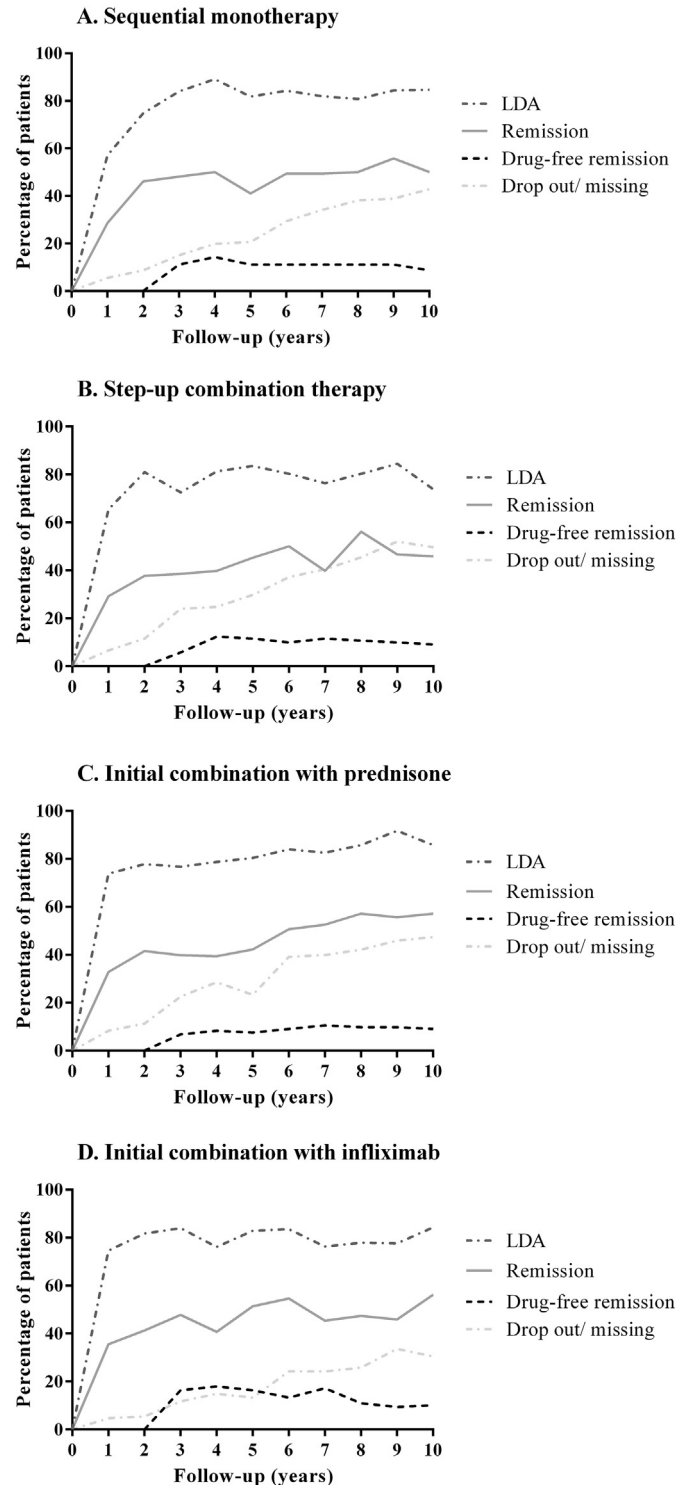 A. Sequential monotherapy
100
80
60
40
20
0
Percentage of patients
0 1 2 3 4 5 6 7 8 9 10
Follow-up (years)
LDA
Remission
Drug-free remission
Drop out/ missing
B. Step-up combination therapy
100
80
60
40
20
0
Percentage of patients
0 1 2 3 4 5 6 7 8 9 10
Follow-up (years)
LDA
Remission
Drug-free remission
Drop out/ missing
C. Initial combination with prednisone
100
80
60
40
20
0
Percentage of patients
0 1 2 3 4 5 6 7 8 9 10
Follow-up (years)
LDA
Remission
Drug-free remission
Drop out/ missing
D. Initial combination with infliximab
100
80
60
40
20
0
Percentage of patients
0 1 2 3 4 5 6 7 8 9 10
Follow-up (years)
LDA
Remission
Drug-free remission
Drop out/ missing